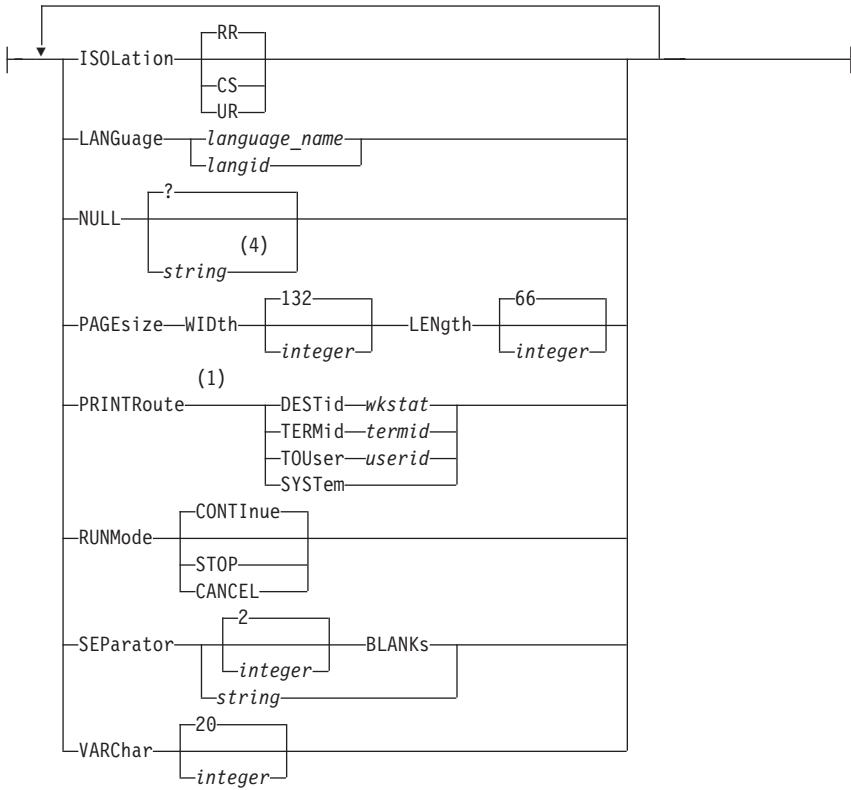 RR
ISOLation
CS
UR
LANGuage language_name
langid
?
NULL
(4)
string
132 66
PAGEsize WIDth LENgth
integer integer
(1)
PRINTRoute DESTid wkstat
TERMid termid
TOUser userid
SYSTem
CONTInue
RUNMode
STOP
CANCEL
2
SEParator BLANKs
integer
string
20
VARChar
integer